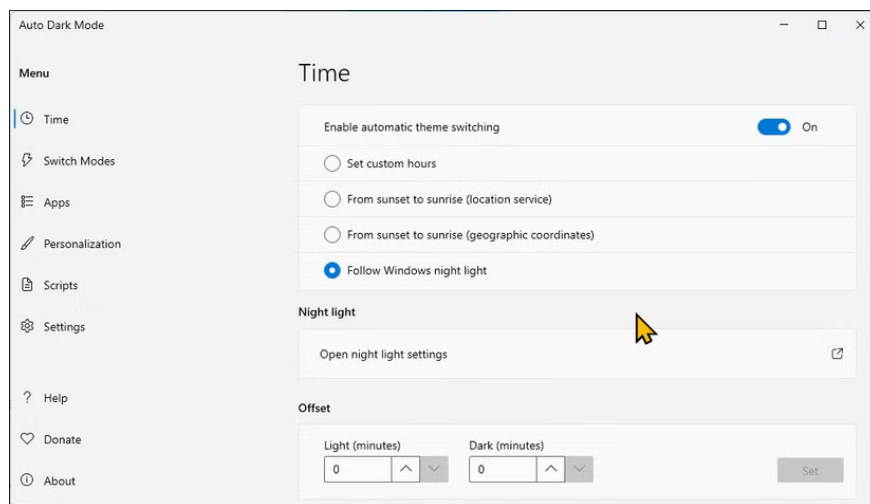 Auto Dark Mode
Menu
Time
Switch Modes
Apps
Personalization
Scripts
Settings
Help
Donate
About
Time
Enable automatic theme switching
On
Set custom hours
From sunset to sunrise (location service)
From sunset to sunrise (geographic coordinates)
Follow Windows night light
Night light
Open night light settings
Offset
Light (minutes) Dark (minutes)
0 0 Set